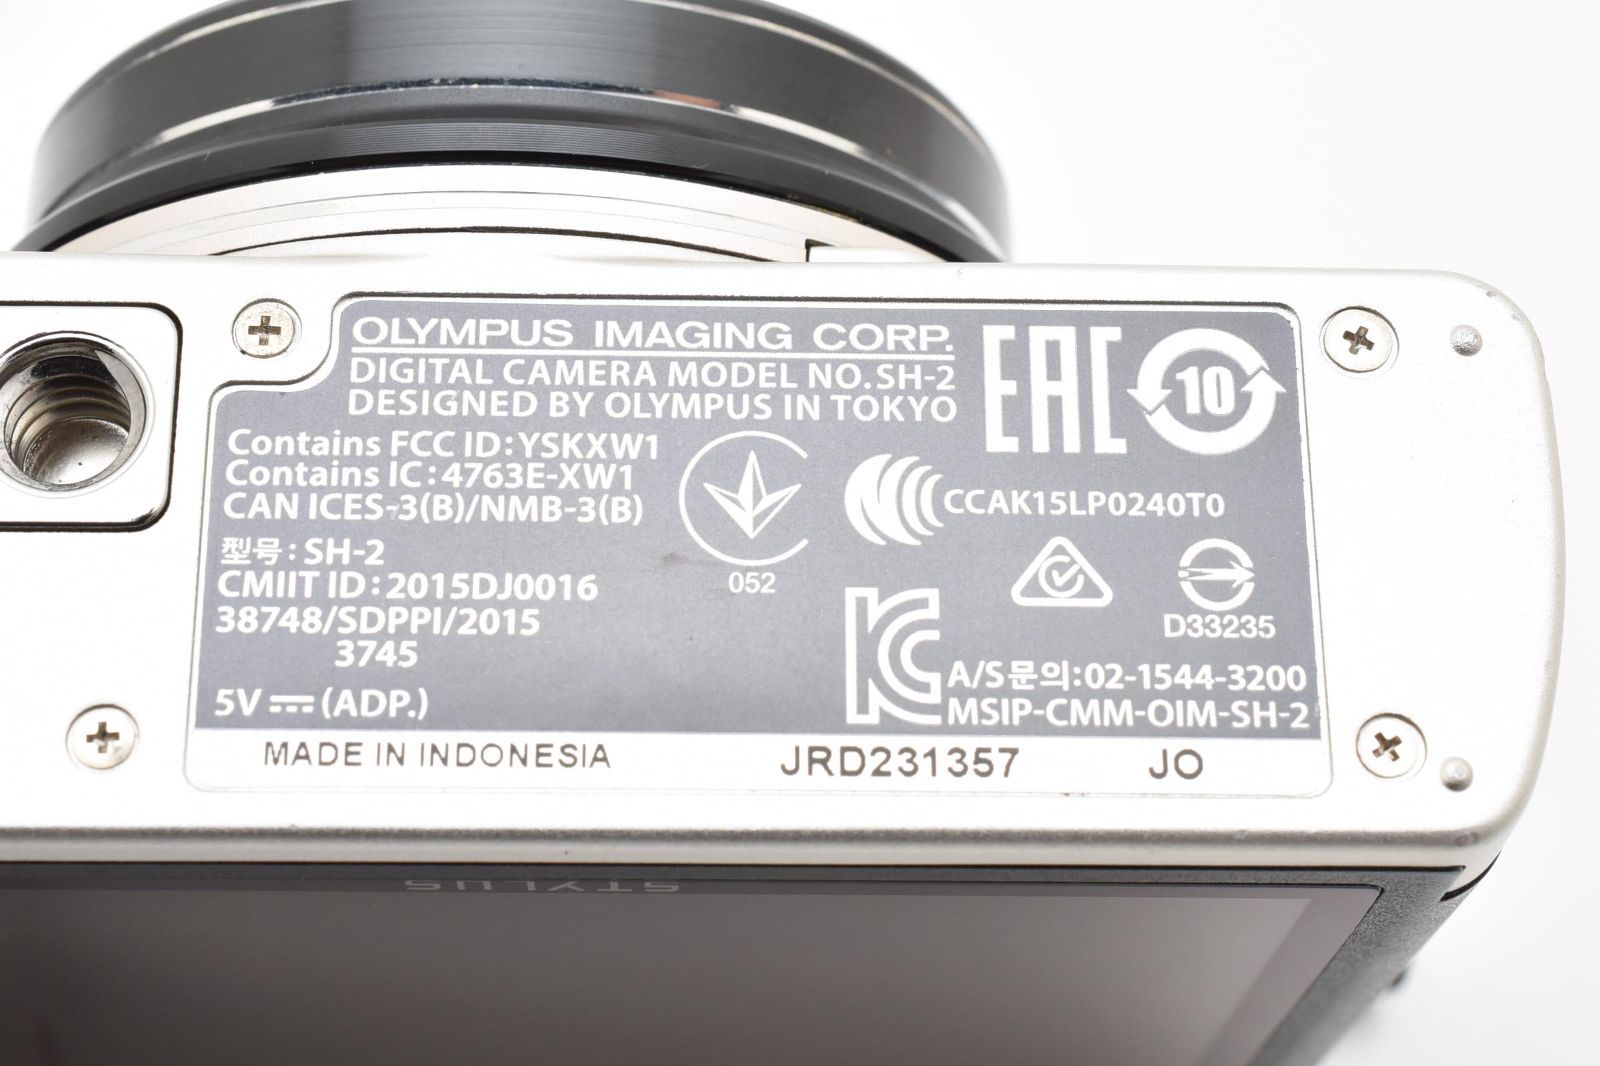 OLYMPUS IMAGING CORP.
DIGITAL CAMERA MODEL NO.SH-2
DESIGNED BY OLYMPUS IN TOKYO
EAC
10
Contains FCC ID:YSKXW1
Contains IC:4763E-XW1
CAN ICES-3(B)/NMB-3(B)
052
CCAK15LP0240T0
型号:SH-2
CMIIT ID:2015DJ0016
38748/SDPPI/2015
3745
D33235
5V (ADP.)
A/S문의:02-1544-3200
MSIP-CMM-OIM-SH-2
MADE IN INDONESIA JRD231357 JO
STYLUS